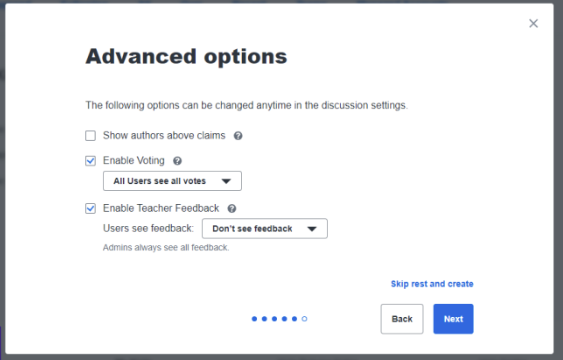 Advanced options
The following options can be changed anytime in the discussion settings.
Show authors above claims ?
Enable Voting ?
All Users see all votes
Enable Teacher Feedback ?
Users see feedback: Don't see feedback
Admins always see all feedback.
Skip rest and create
Back Next